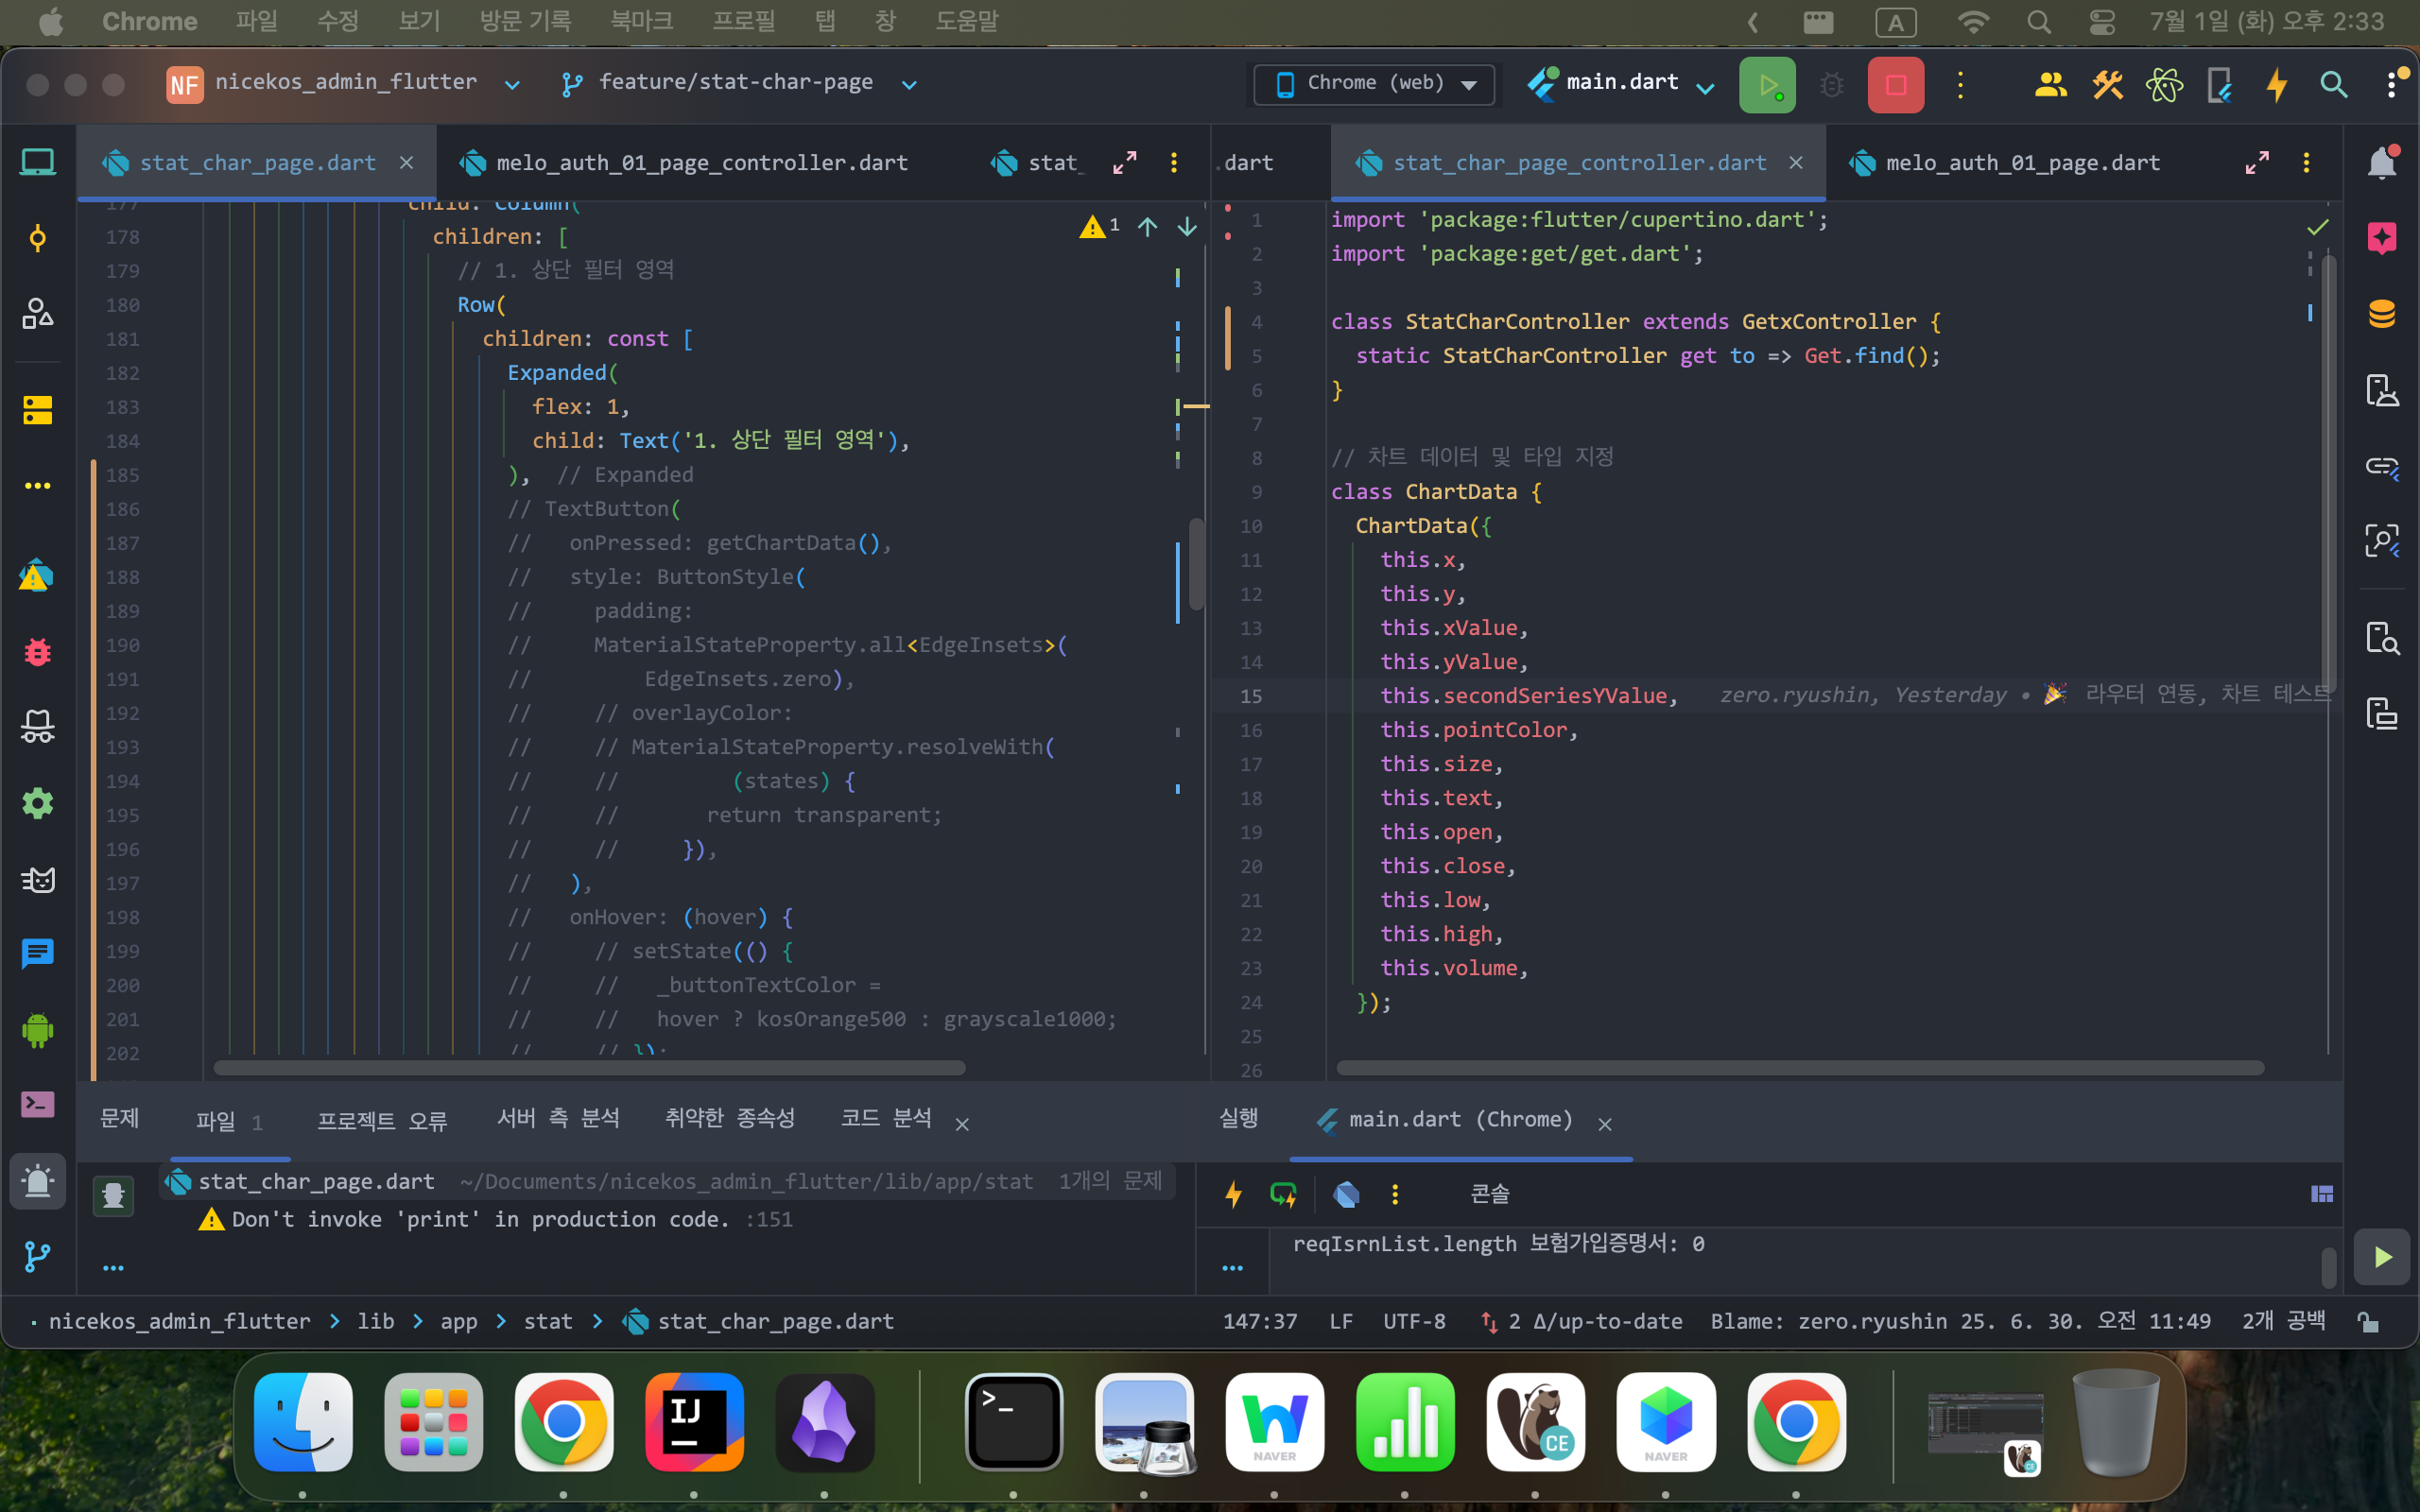 Chrome 파일 수정 보기 방문 기록 북마크 프로필 탭 창 도움말 A 7월 1일 (화) 오후 2:33
NF nicekos_admin_flutter feature/stat-char-page Chrome (web) main.dart
stat_char_page.dart melo_auth_01_page_controller.dart stat_
177 child: Column(
178 children: [
179 // 1. 상단 필터 영역
180 Row(
181 children: const [
182 Expanded(
183 flex: 1,
184 child: Text('1. 상단 필터 영역'),
185 ), // Expanded
186 // TextButton(
187 // onPressed: getChartData(),
188 // style: ButtonStyle(
189 // padding:
190 // MaterialStateProperty.all<EdgeInsets>(
191 // EdgeInsets.zero),
192 // // overlayColor:
193 // // MaterialStateProperty.resolveWith(
194 // // (states) {
195 // // return transparent;
196 // // }),
197 // ),
198 // onHover: (hover) {
199 // // setState(() {
200 // // _buttonTextColor =
201 // // hover ? kosOrange500 : grayscale1000;
202 // // });
1
.dart stat_char_page_controller.dart melo_auth_01_page.dart
1 import 'package:flutter/cupertino.dart';
2 import 'package:get/get.dart';
3
4 class StatCharController extends GetxController {
5 static StatCharController get to => Get.find();
6 }
7
8 // 차트 데이터 및 타입 지정
9 class ChartData {
10 ChartData({
11 this.x,
12 this.y,
13 this.xValue,
14 this.yValue,
15 this.secondSeriesYValue, zero.ryushin, Yesterday • 🎉 라우터 연동, 차트 테스트
16 this.pointColor,
17 this.size,
18 this.text,
19 this.open,
20 this.close,
21 this.low,
22 this.high,
23 this.volume,
24 });
25
26
문제 파일 1 프로젝트 오류 서버 측 분석 취약한 종속성 코드 분석
stat_char_page.dart ~/Documents/nicekos_admin_flutter/lib/app/stat 1개의 문제
Don't invoke 'print' in production code. :151
실행 main.dart (Chrome)
콘솔
reqIsrnList.length 보험가입증명서: 0
nicekos_admin_flutter > lib > app > stat > stat_char_page.dart 147:37 LF UTF-8 2 Δ/up-to-date Blame: zero.ryushin 25. 6. 30. 오전 11:49 2개 공백
IJ
>_
NAVER
CE
NAVER